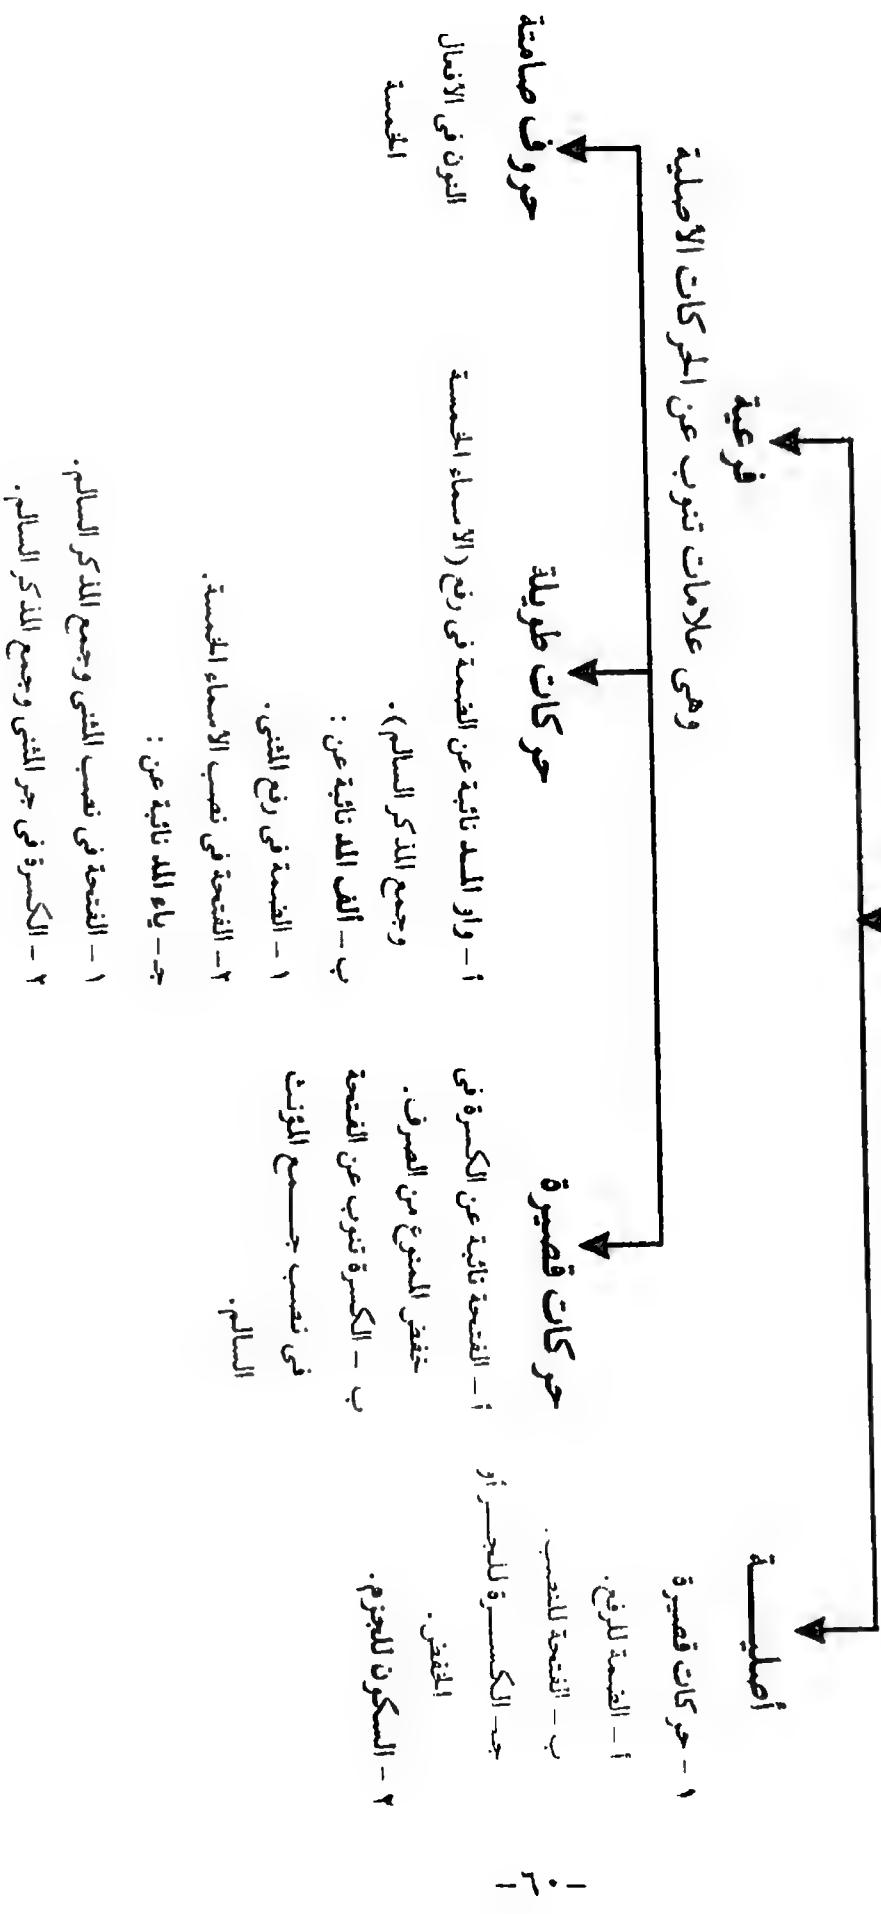 أصليـــة
١ - حركات قصيرة
أ - الضمة للرفع.
ب - الفتحة للنصب.
جـ - الكســـرة للجـــر أو
الخفض.
٢ - السكون للجزم.
فرعية
وهى علامات تنوب عن الحركات الأصلية
حركات قصيرة
أ - الفتحة نائبة عن الكسرة فى
خفض الممنوع من الصرف.
ب - الكسرة تنوب عن الفتحة
فى نصب جـــمع المؤنث
السالم.
حركات طويلة
أ - واو المــد نائبة عن الضمة فى رفع (الأسماء الخمسة
وجمع المذكر السالم).
ب - ألف المد نائبة عن :
١ - الضمة فى رفع المثنى.
٢ - الفتحة فى نصب الأسماء الخمسة.
جـ - ياء المد نائبة عن :
١ - الفتحة فى نصب المثنى وجمع المذكر السالم.
٢ - الكسرة فى جر المثنى وجمع المذكر السالم.
حروف صامتة
النون فى الأفعال
الخمسة
-٦٠-